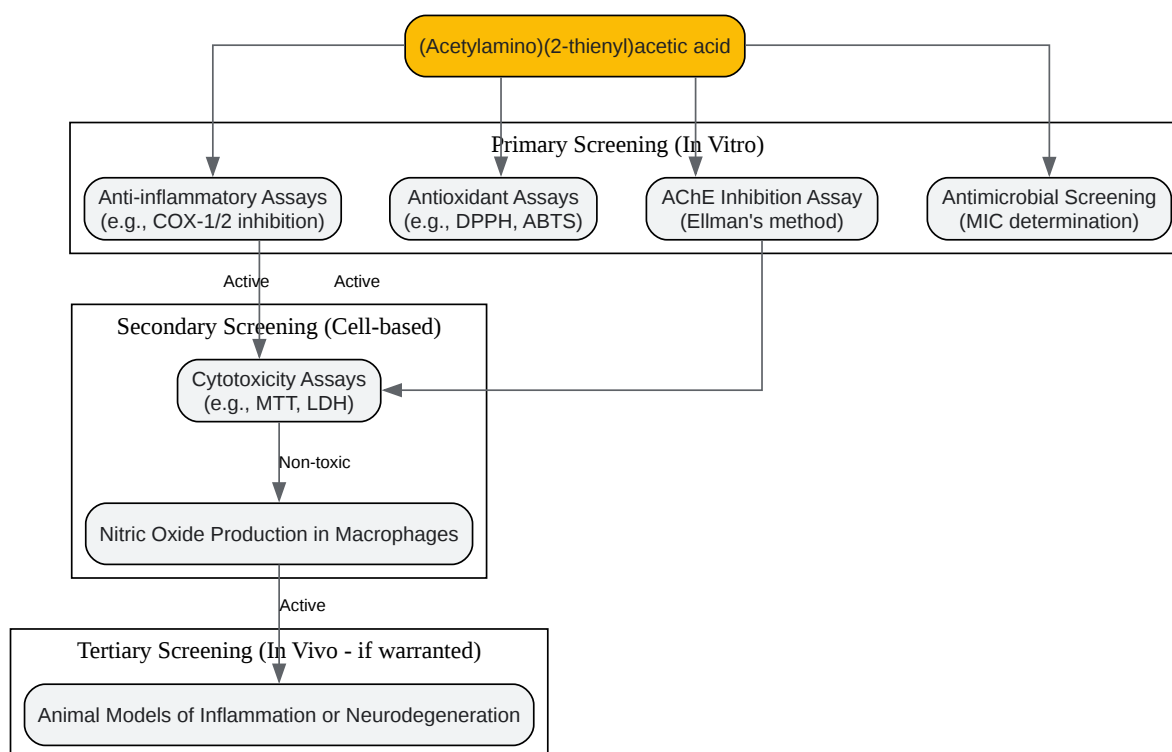 (Acetylamino)(2-thienyl)acetic acid
Primary Screening (In Vitro)
Anti-inflammatory Assays
(e.g., COX-1/2 inhibition)
Antioxidant Assays
(e.g., DPPH, ABTS)
AChE Inhibition Assay
(Ellman's method)
Antimicrobial Screening
(MIC determination)
Active
Active
Secondary Screening (Cell-based)
Cytotoxicity Assays
(e.g., MTT, LDH)
Non-toxic
Nitric Oxide Production in Macrophages
Active
Tertiary Screening (In Vivo - if warranted)
Animal Models of Inflammation or Neurodegeneration